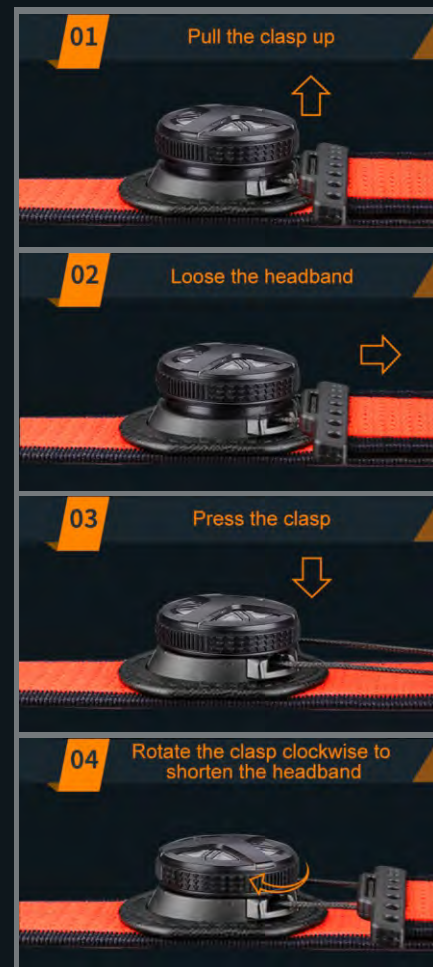 01
Pull the clasp up
02
Loose the headband
03
Press the clasp
04
Rotate the clasp clockwise to
shorten the headband